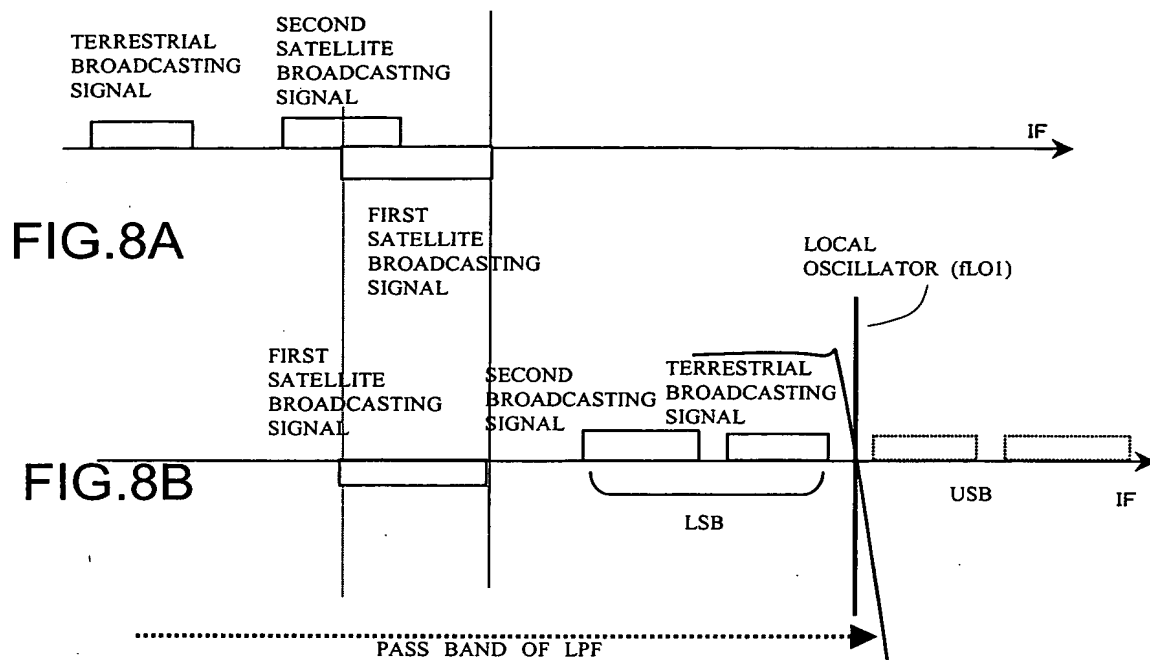 TERRESTRIAL
BROADCASTING
SIGNAL
SECOND
SATELLITE
BROADCASTING
SIGNAL
IF
FIG.8A
FIRST
SATELLITE
BROADCASTING
SIGNAL
LOCAL
OSCILLATOR (fLO1)
FIRST
SATELLITE
BROADCASTING
SIGNAL
SECOND
BROADCASTING
SIGNAL
TERRESTRIAL
BROADCASTING
SIGNAL
FIG.8B
LSB
USB
IF
PASS BAND OF LPF